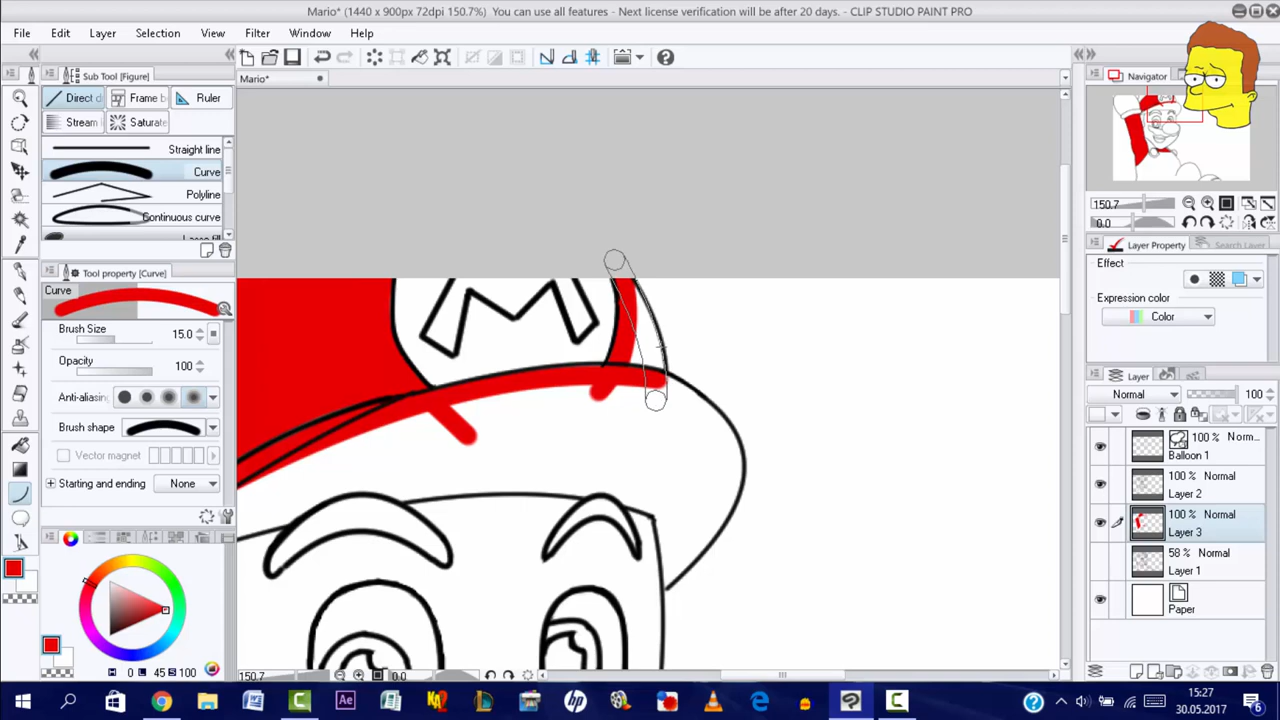 Mario* (1440 x 900px 72dpi 150.7%)  You can use all features - Next license verification will be after 20 days. - CLIP STUDIO PAINT PRO
File Edit Layer Selection View Filter Window Help
Sub Tool [Figure]
Mario*
Navigator
Direct d Frame b Ruler
Stream Saturate
Straight line
Curve
Polyline
Continuous curve
Tool property [Curve]
Curve
Brush Size 15.0
Opacity 100
Anti-aliasing
Brush shape
Vector magnet
Starting and ending None
0 L 45 S 100
M
150.7
0.0
150.7
0.0
Layer Property Search Layer
Effect
Expression color
Color
Layer
Normal 100
100 % Norm...
Balloon 1
100 % Normal
Layer 2
100 % Normal
Layer 3
58 % Normal
Layer 1
Paper
15:27
30.05.2017
6